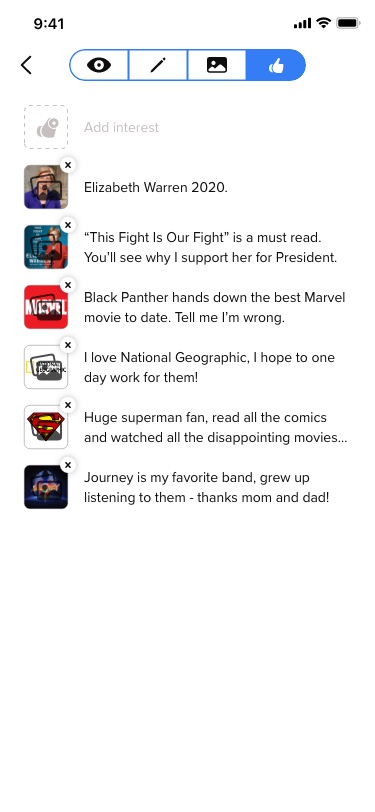 9:41
Add interest
Elizabeth Warren 2020.
“This Fight Is Our Fight” is a must read.
You’ll see why I support her for President.
Black Panther hands down the best Marvel
movie to date. Tell me I’m wrong.
I love National Geographic, I hope to one
day work for them!
Huge superman fan, read all the comics
and watched all the disappointing movies...
Journey is my favorite band, grew up
listening to them - thanks mom and dad!